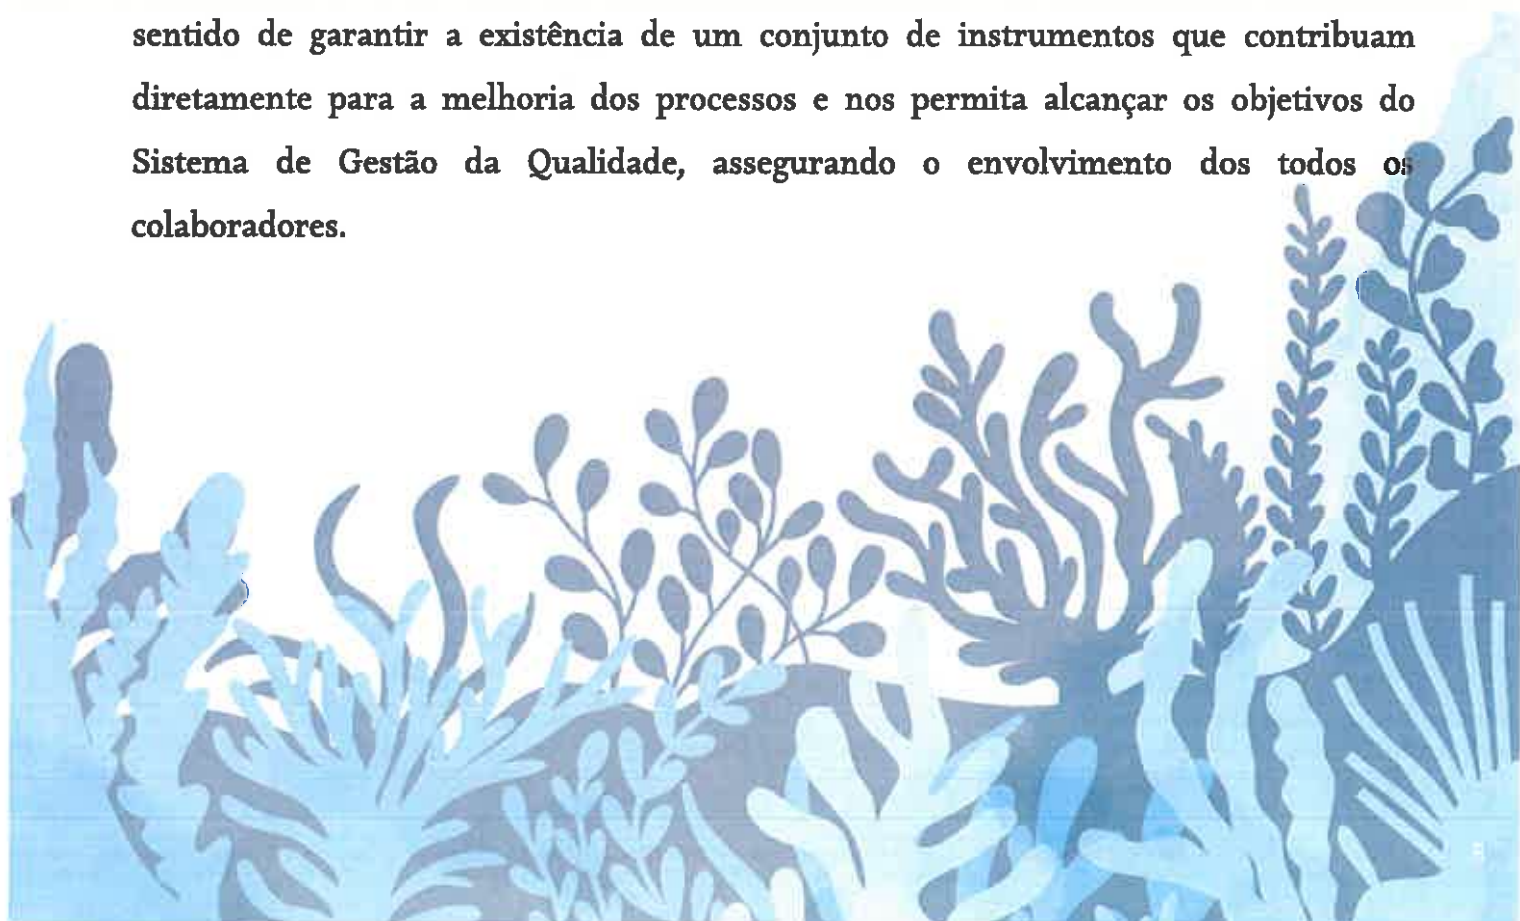 sentido de garantir a existência de um conjunto de instrumentos que contribuam
diretamente para a melhoria dos processos e nos permita alcançar os objetivos do
Sistema de Gestão da Qualidade, assegurando o envolvimento dos todos os
colaboradores.